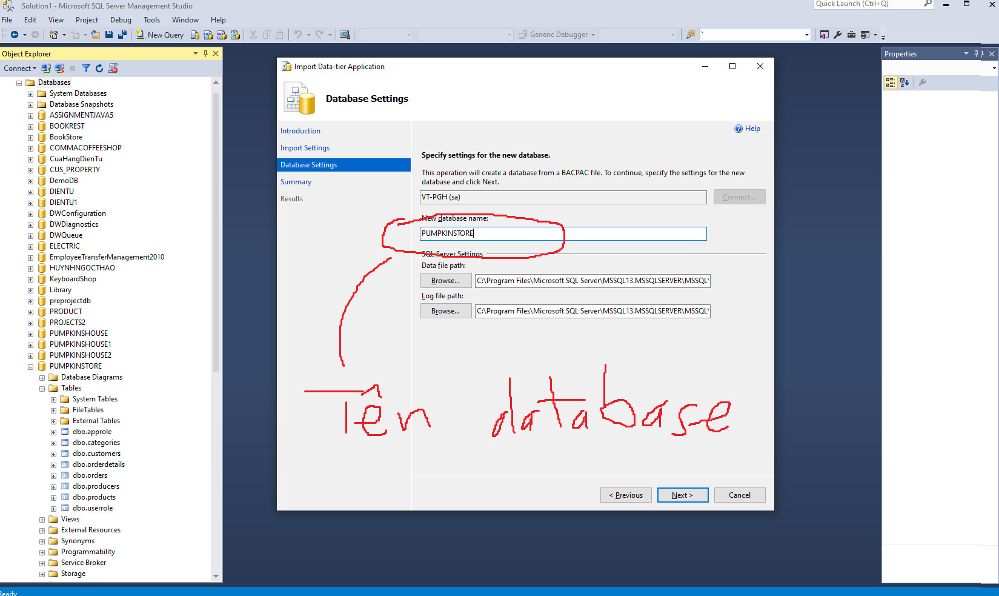 Solution1 - Microsoft SQL Server Management Studio
Quick Launch (Ctrl+Q)
File Edit View Project Debug Tools Window Help
New Query
Generic Debugger
Object Explorer
Connect
Databases
System Databases
Database Snapshots
ASSIGNMENTJAVA5
BOOKREST
BookStore
COMMACOFFEESHOP
CuaHangDienTu
CUS_PROPERTY
DemoDB
DIENTU
DIENTU1
DWConfiguration
DWDiagnostics
DWQueue
ELECTRIC
EmployeeTransferManagement2010
HUYNHNGOCTHAO
KeyboardShop
Library
preprojectdb
PRODUCT
PROJECTS2
PUMPKINSHOUSE
PUMPKINSHOUSE1
PUMPKINSHOUSE2
PUMPKINSTORE
Database Diagrams
Tables
System Tables
FileTables
External Tables
dbo.approle
dbo.categories
dbo.customers
dbo.orderdetails
dbo.orders
dbo.producers
dbo.products
dbo.userrole
Views
External Resources
Synonyms
Programmability
Service Broker
Storage
Ready
Import Data-tier Application
Database Settings
Introduction
Import Settings
Database Settings
Summary
Results
Help
Specify settings for the new database.
This operation will create a database from a BACPAC file. To continue, specify the settings for the new
database and click Next.
VT-PGH (sa)
Connect...
New database name:
PUMPKINSTORE
SQL Server Settings
Data file path:
Browse... C:\Program Files\Microsoft SQL Server\MSSQL13.MSSQLSERVER\MSSQL\
Log file path:
Browse... C:\Program Files\Microsoft SQL Server\MSSQL13.MSSQLSERVER\MSSQL\
Tên database
< Previous Next > Cancel
Properties